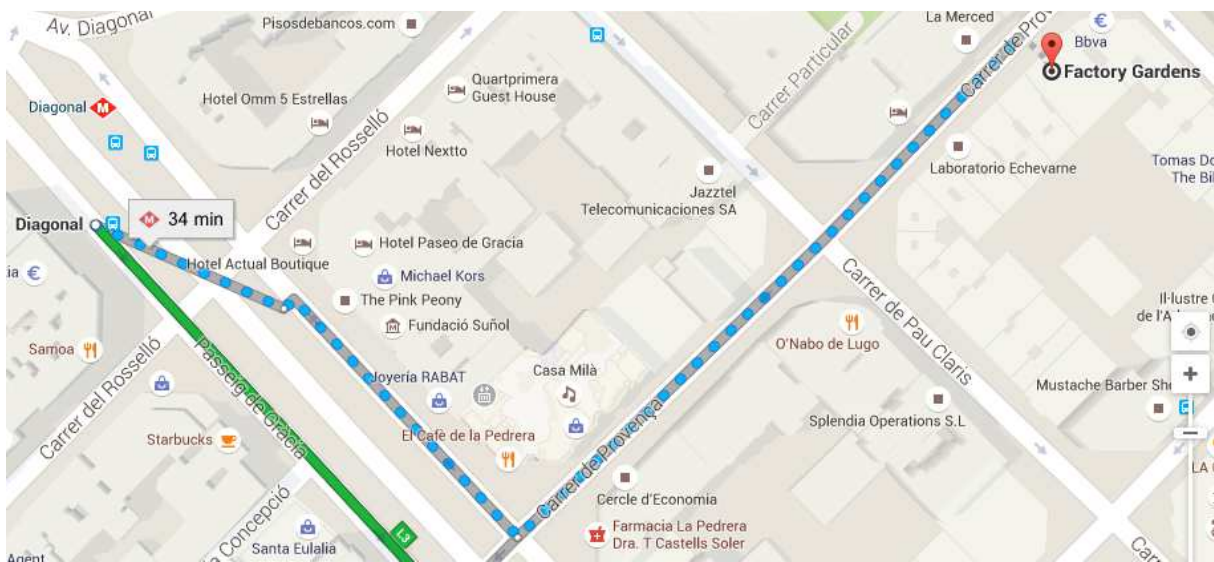 Av. Diagonal
Pisosdebancos.com
La Merced
Carrer de Prov
Bbva
Factory Gardens
Carrer Particular
Quartprimera
Guest House
Hotel Omm 5 Estrellas
Diagonal
M
Hotel Nextto
Carrer del Rosselló
Laboratorio Echevarne
Tomas Do
The Bil
Jazztel
Telecomunicaciones SA
Diagonal
M 34 min
Hotel Paseo de Gracia
Hotel Actual Boutique
Michael Kors
The Pink Peony
Fundació Suñol
ia
Carrer de Pau Claris
Il·lustre
de l'A
O'Nabo de Lugo
Samoa
Carrer del Rosselló
Passeig de Gràcia
Joyería RABAT
Casa Milà
Mustache Barber Sh
Splendia Operations S.L
Starbucks
El Cafè de la Pedrera
Carrer de Provença
LA
Cercle d'Economia
Farmacia La Pedrera
Dra. T Castells Soler
a Concepció
Santa Eulalia
L3
Agent
Carr